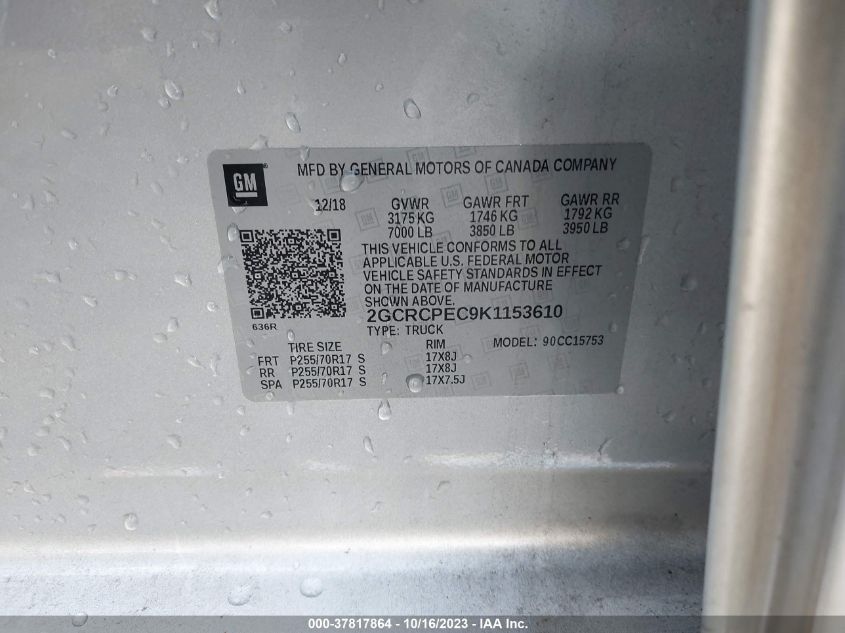 GM
MFD BY GENERAL MOTORS OF CANADA COMPANY
12/18 GVWR GAWR FRT GAWR RR
3175 KG 1746 KG 1792 KG
7000 LB 3850 LB 3950 LB
THIS VEHICLE CONFORMS TO ALL
APPLICABLE U.S. FEDERAL MOTOR
VEHICLE SAFETY STANDARDS IN EFFECT
ON THE DATE OF MANUFACTURE
SHOWN ABOVE.
636R
2GCRCPEC9K1153610
TYPE: TRUCK MODEL: 90CC15753
TIRE SIZE RIM
FRT P255/70R17 S 17X8J
RR P255/70R17 S 17X8J
SPA P255/70R17 S 17X7.5J
000-37817864 / 10/16/2023 / IAA Inc.